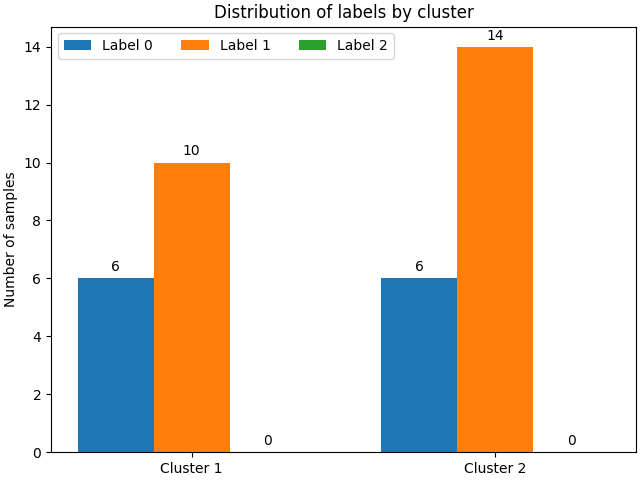 Distribution of labels by cluster
Label 0 Label 1 Label 2
Number of samples
14
12
10
8
6
4
2
0
6
10
0
6
14
0
Cluster 1
Cluster 2